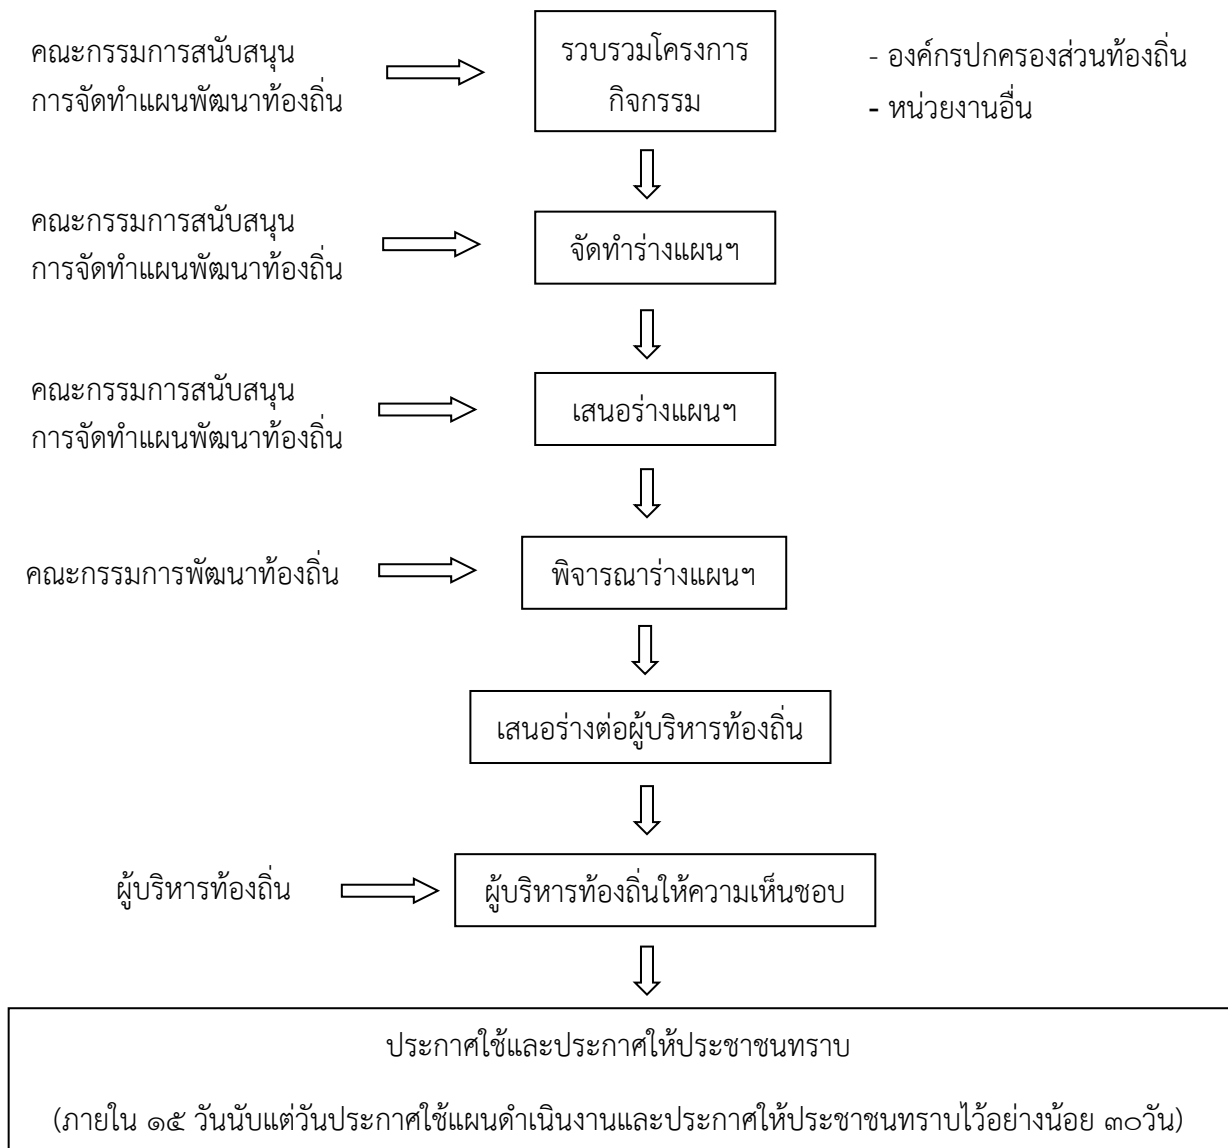 คณะกรรมการสนับสนุน
การจัดทำแผนพัฒนาท้องถิ่น
รวบรวมโครงการ
กิจกรรม
- องค์กรปกครองส่วนท้องถิ่น
- หน่วยงานอื่น
คณะกรรมการสนับสนุน
การจัดทำแผนพัฒนาท้องถิ่น
จัดทำร่างแผนฯ
คณะกรรมการสนับสนุน
การจัดทำแผนพัฒนาท้องถิ่น
เสนอร่างแผนฯ
คณะกรรมการพัฒนาท้องถิ่น
พิจารณาร่างแผนฯ
เสนอร่างต่อผู้บริหารท้องถิ่น
ผู้บริหารท้องถิ่น
ผู้บริหารท้องถิ่นให้ความเห็นชอบ
ประกาศใช้และประกาศให้ประชาชนทราบ
(ภายใน ๑๕ วันนับแต่วันประกาศใช้แผนดำเนินงานและประกาศให้ประชาชนทราบไว้อย่างน้อย ๓๐วัน)